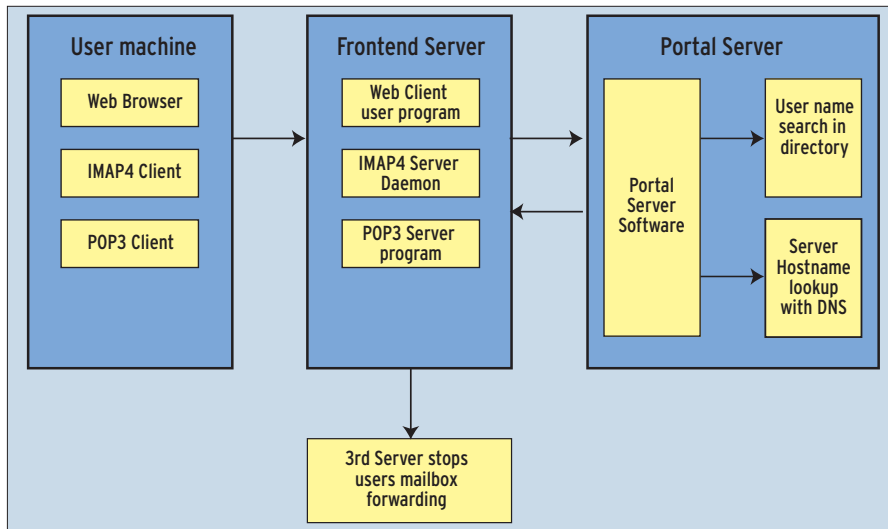 User machine
Web Browser
IMAP4 Client
POP3 Client
Frontend Server
Web Client
user program
IMAP4 Server
Daemon
POP3 Server
program
Portal Server
Portal
Server
Software
User name
search in
directory
Server
Hostname
lookup
with DNS
3rd Server stops
users mailbox
forwarding